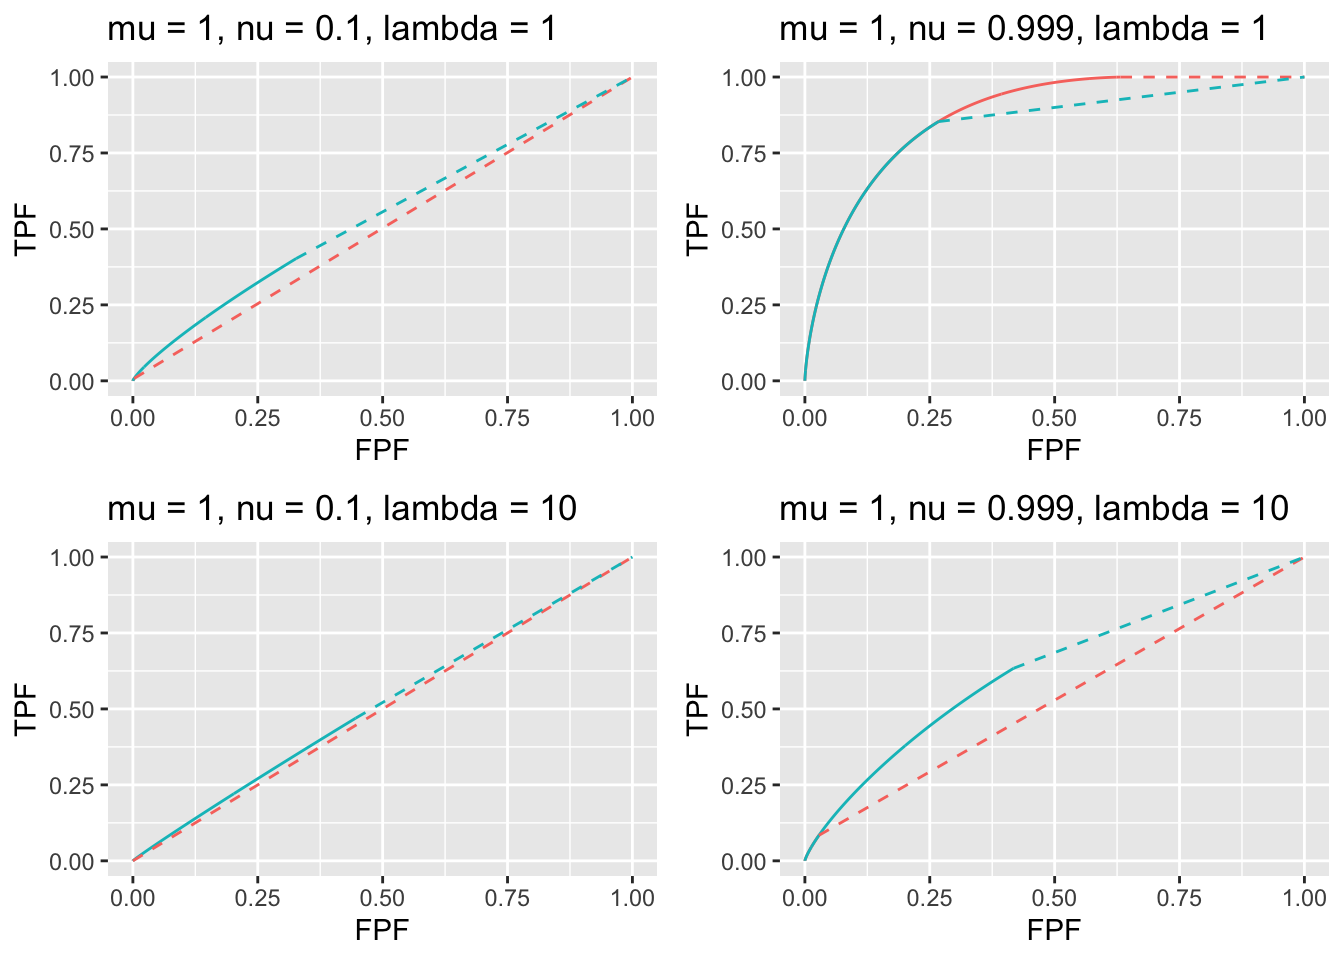 mu = 1, nu = 0.1, lambda = 1
1.00
0.75
0.50
0.25
0.00
TPF
0.00 0.25 0.50 0.75 1.00
FPF
mu = 1, nu = 0.999, lambda = 1
1.00
0.75
0.50
0.25
0.00
TPF
0.00 0.25 0.50 0.75 1.00
FPF
mu = 1, nu = 0.1, lambda = 10
1.00
0.75
0.50
0.25
0.00
TPF
0.00 0.25 0.50 0.75 1.00
FPF
mu = 1, nu = 0.999, lambda = 10
1.00
0.75
0.50
0.25
0.00
TPF
0.00 0.25 0.50 0.75 1.00
FPF